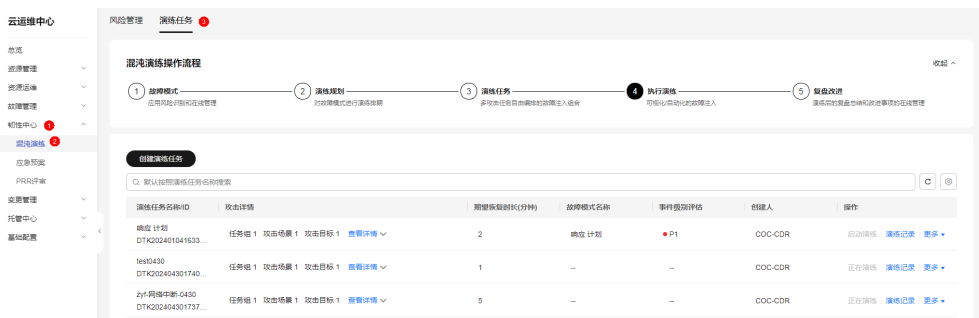 云运维中心
总览
资源管理
资源运维
故障管理
韧性中心 1
混沌演练 2
应急预案
PRR评审
变更管理
托管中心
基础配置
风险管理 演练任务 3
混沌演练操作流程 收起
1 故障模式 2 演练规划 3 演练任务 4 执行演练 5 复盘改进
应用风险识别和在线管理 对故障模式进行演练排期 多攻击任务自由编排的故障注入组合 可视化/自动化的故障注入 演练后的复盘总结和改进事项的在线管理
创建演练任务
默认按照演练任务名称搜索
演练任务名称/ID 攻击详情 期望恢复时长(分钟) 故障模式名称 事件级别评估 创建人 操作
响应 计划
DTK202401041633...
任务组 1 攻击场景 1 攻击目标 1 查看详情 2 响应 计划 P1 COC-CDR 启动演练 演练记录 更多
test0430
DTK202404301740...
任务组 1 攻击场景 1 攻击目标 1 查看详情 1 -- -- COC-CDR 正在演练 演练记录 更多
zyf-网络中断-0430
DTK202404301737...
任务组 1 攻击场景 1 攻击目标 1 查看详情 5 -- -- COC-CDR 正在演练 演练记录 更多